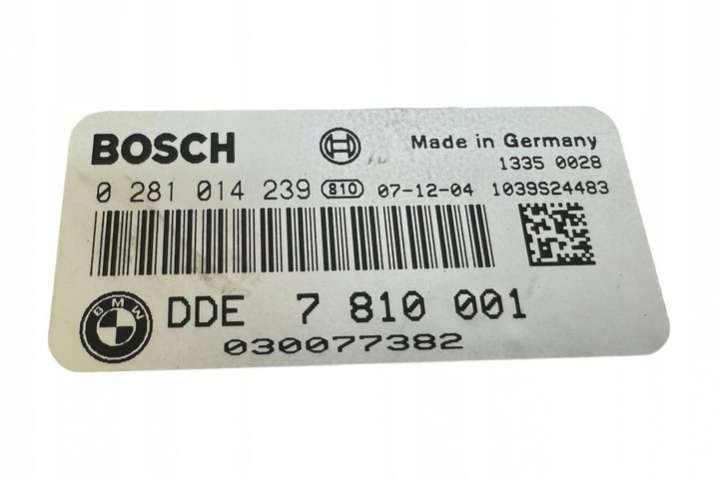 BOSCH
Made in Germany
1335 0028
0 281 014 239 810 07-12-04 1039S24483
BMW
DDE 7 810 001
030077382